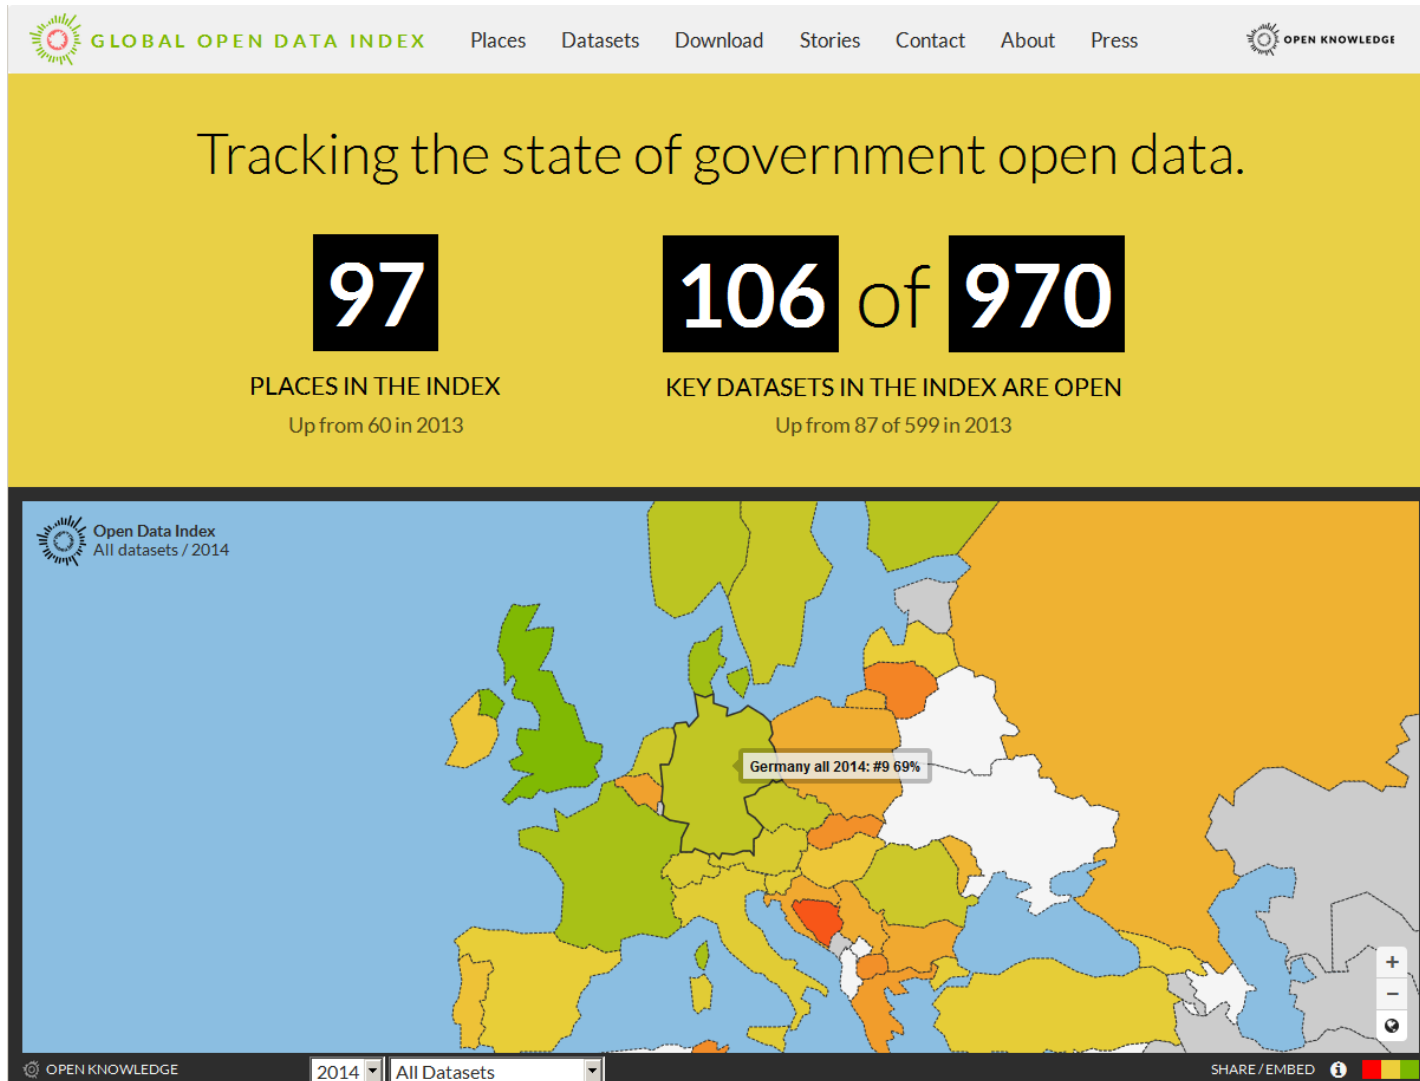 GLOBAL OPEN DATA INDEX Places Datasets Download Stories Contact About Press OPEN KNOWLEDGE
Tracking the state of government open data.
97 106 of 970
PLACES IN THE INDEX KEY DATASETS IN THE INDEX ARE OPEN
Up from 60 in 2013 Up from 87 of 599 in 2013
Open Data Index
All datasets / 2014
Germany all 2014: #9 69%
+
−
OPEN KNOWLEDGE 2014 All Datasets SHARE / EMBED i